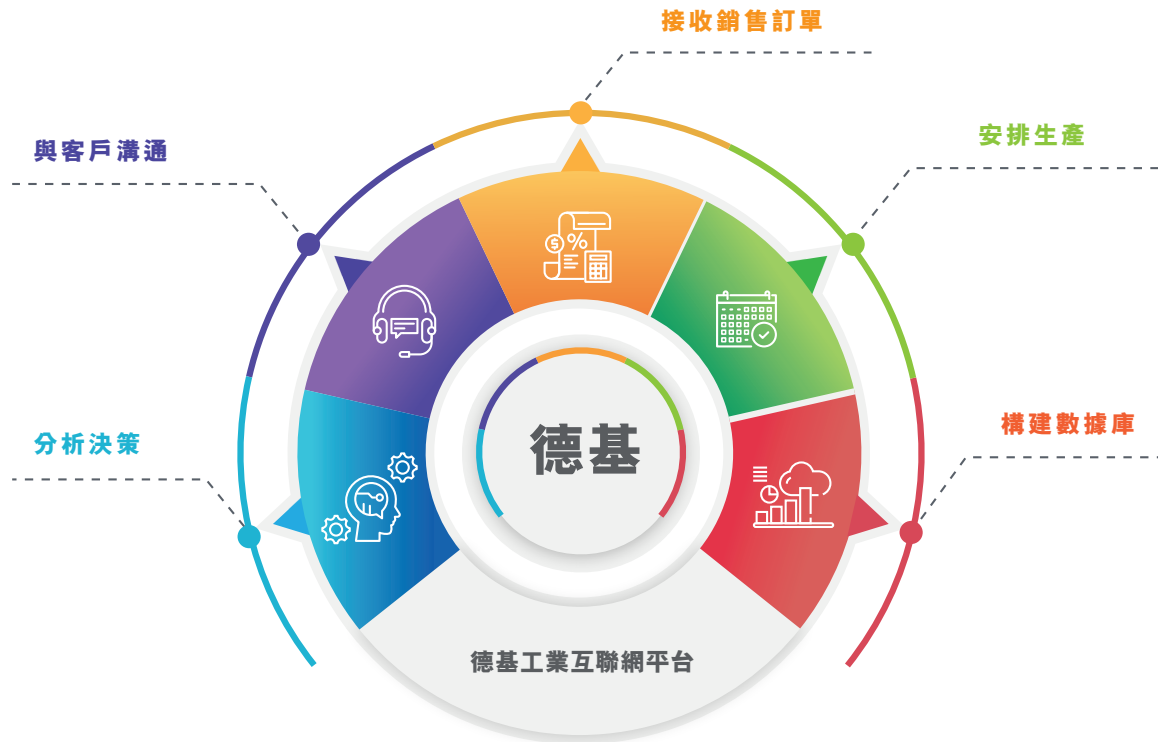 接收銷售訂單
安排生產
與客戶溝通
構建數據庫
分析決策
德基
德基工業互聯網平台